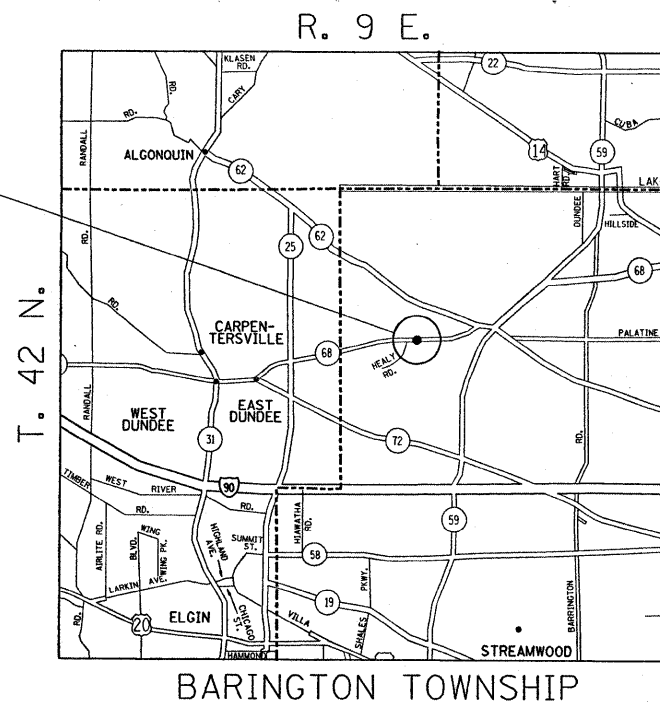 R. 9 E.
KLASEN
RD.
22
RD.
CARY
RD.
CUBA
RANDALL
ALGONQUIN
14
59
62
HART
RD.
LAK
DUNDEE
HILLSIDE
RD.
25
62
68
T. 42 N.
RD.
CARPEN-
TERSVILLE
PALATINE
68
HEALY
RD.
RANDALL
WEST
DUNDEE
EAST
DUNDEE
31
72
RD.
TIMBER
WEST
RIVER
90
RD.
RD.
HIAWATHA
RD.
59
AIRLITE RD.
WING
BLVD.
WING PK.
HIGHLAND
AVE.
SUMMIT
ST.
58
LARKIN
AVE.
PKWY.
19
BARRINGTON
RD.
20
ELGIN
CHICAGO
ST.
VILLA
SHALES
HAMMOND
STREAMWOOD
BARINGTON TOWNSHIP